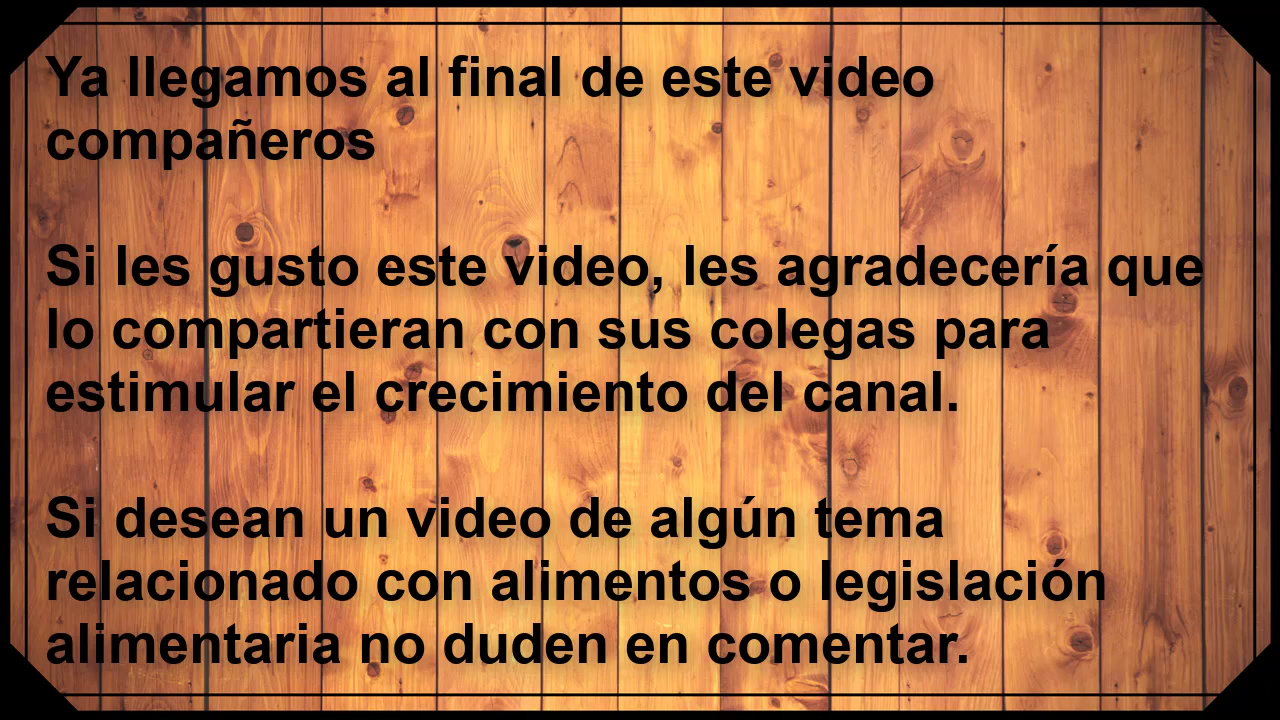 Ya llegamos al final de este video
compañeros
Si les gusto este video, les agradecería que
lo compartieran con sus colegas para
estimular el crecimiento del canal.
Si desean un video de algún tema
relacionado con alimentos o legislación
alimentaria no duden en comentar.